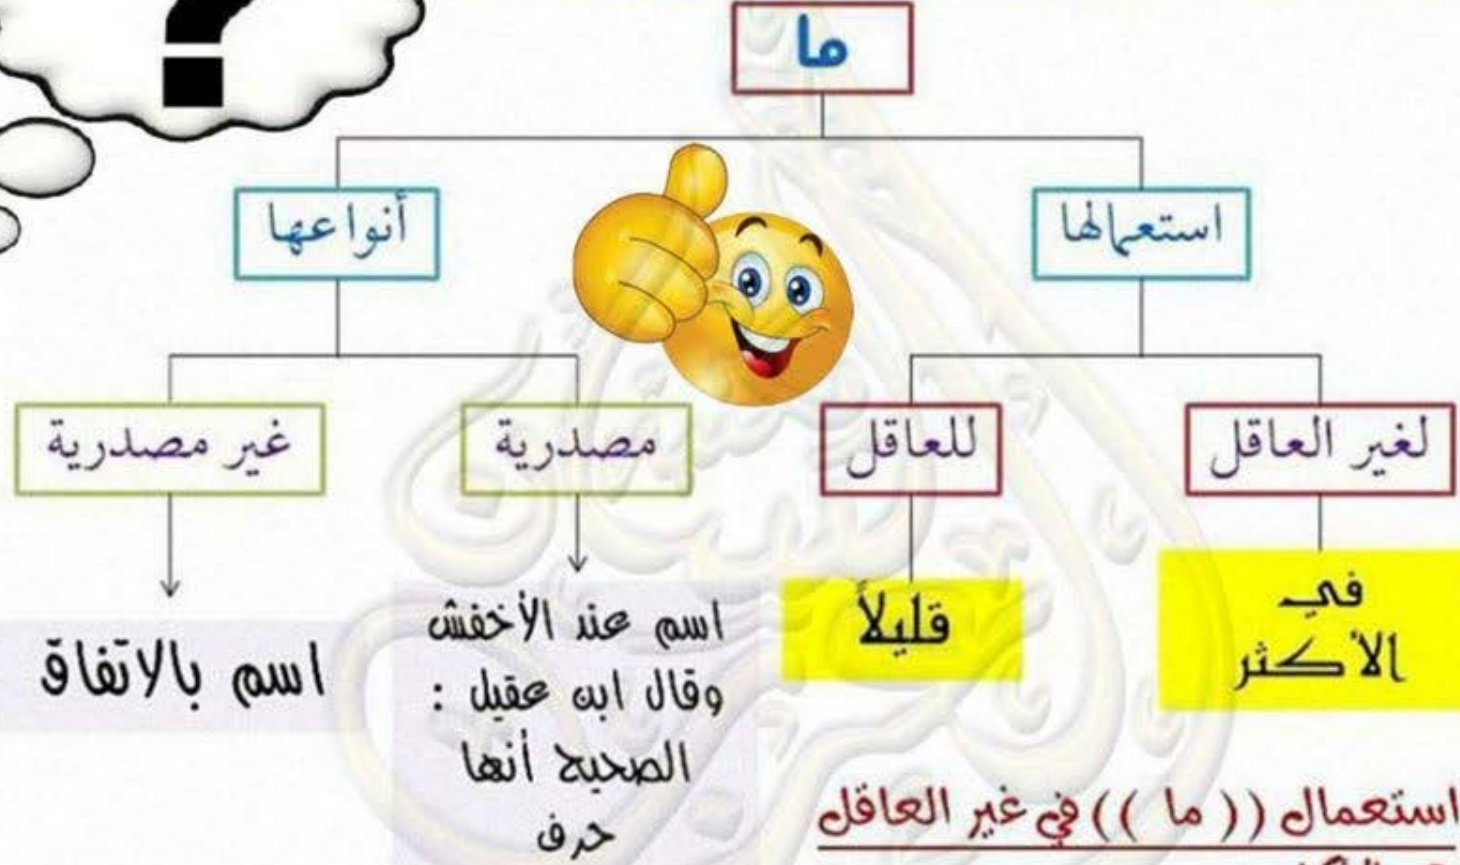 ما
استعمالها
أنواعها
لغير العاقل
للعاقل
مصدرية
غير مصدرية
في
الأكثر
قليلاً
اسم عند الأخفش
وقال ابن عقيل :
الصحيح أنها
حرف
اسم بالاتفاق
استعمال (( ما )) في غير العاقل